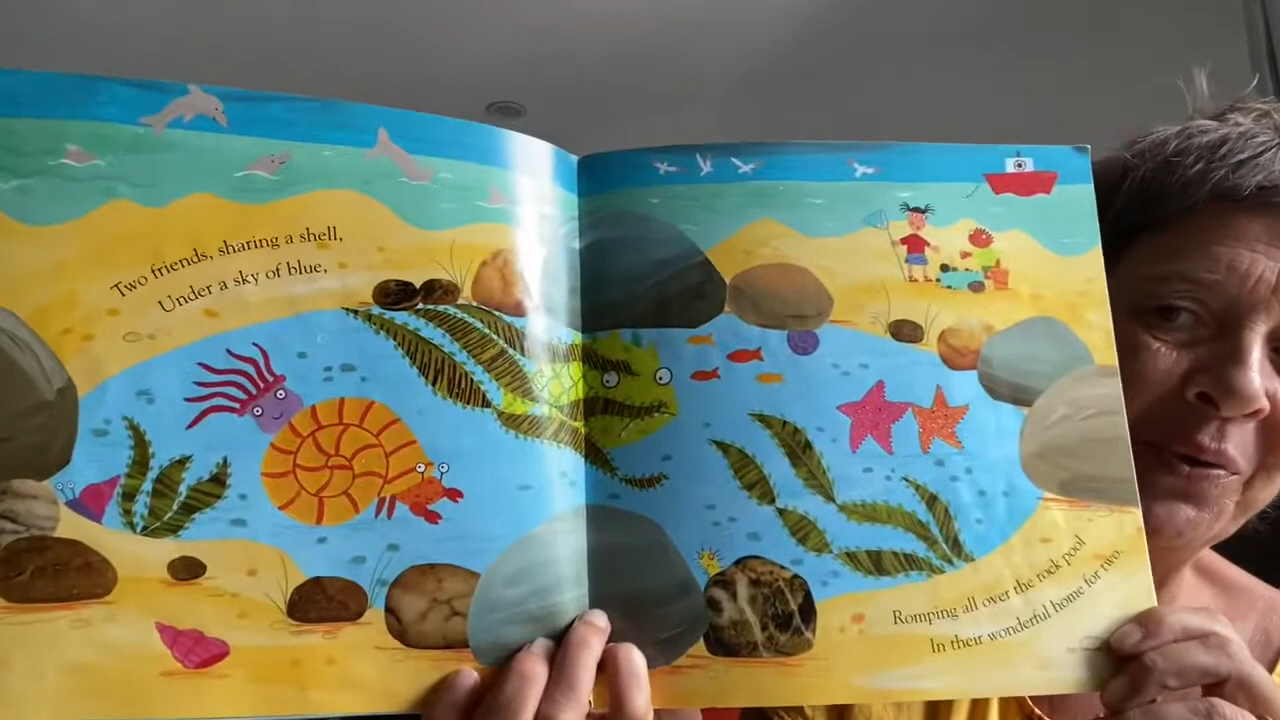 Two friends, sharing a shell,
Under a sky of blue,
Romping all over the rock pool
In their wonderful home for two.